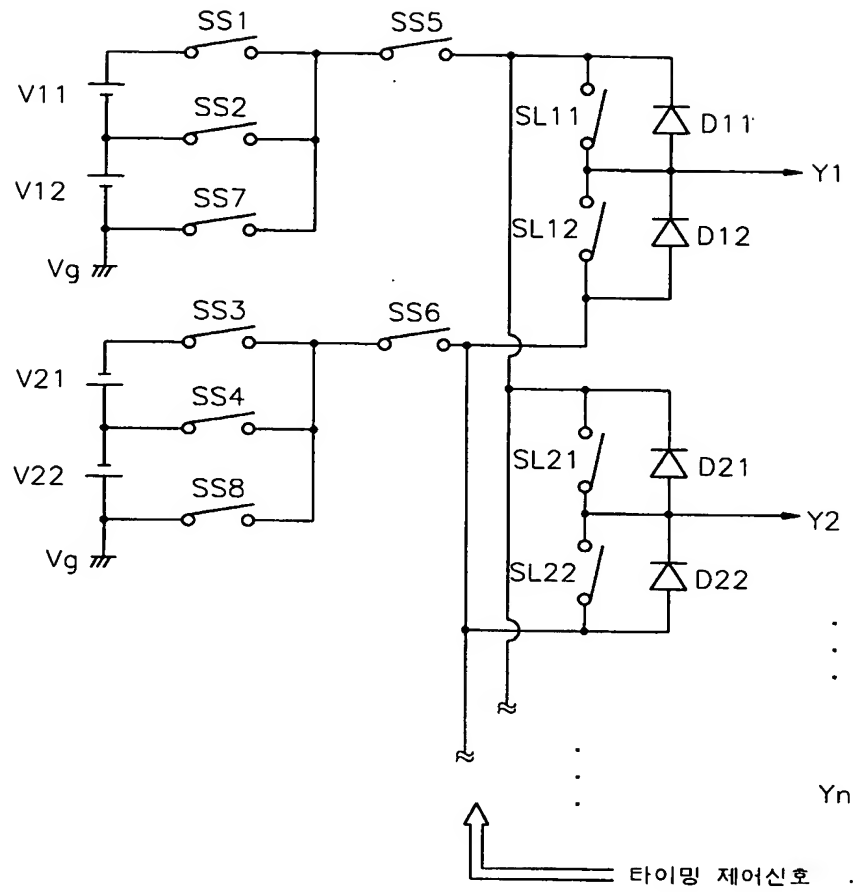 SS1
SS5
V11
SS2
SL11
D11
V12
SS7
Y1
SL12
D12
Vg
SS3
SS6
V21
SS4
SL21
D21
V22
SS8
Y2
Vg
SL22
D22
Yn
타이밍 제어신호